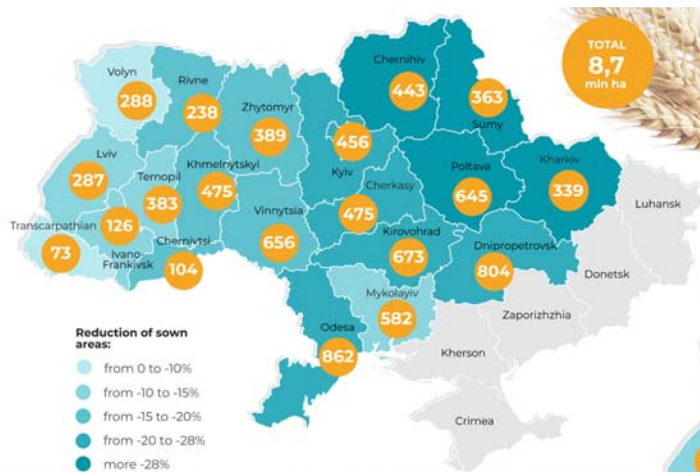 TOTAL
8,7
mln ha
Volyn
288
Rivne
238
Zhytomyr
389
Chernihiv
443
363
Sumy
456
Kyiv
Lviv
287
Ternopil
383
Khmelnytskyi
475
Cherkasy
475
Poltava
645
Kharkiv
339
Luhansk
Transcarpathian
73
126
Ivano-
Frankivsk
Chernivtsi
104
Vinnytsia
656
Kirovohrad
673
Dnipropetrovsk
804
Donetsk
Mykolayiv
582
Zaporizhzhia
Odesa
862
Kherson
Crimea
Reduction of sown
areas:
from 0 to -10%
from -10 to -15%
from -15 to -20%
from -20 to -28%
more -28%